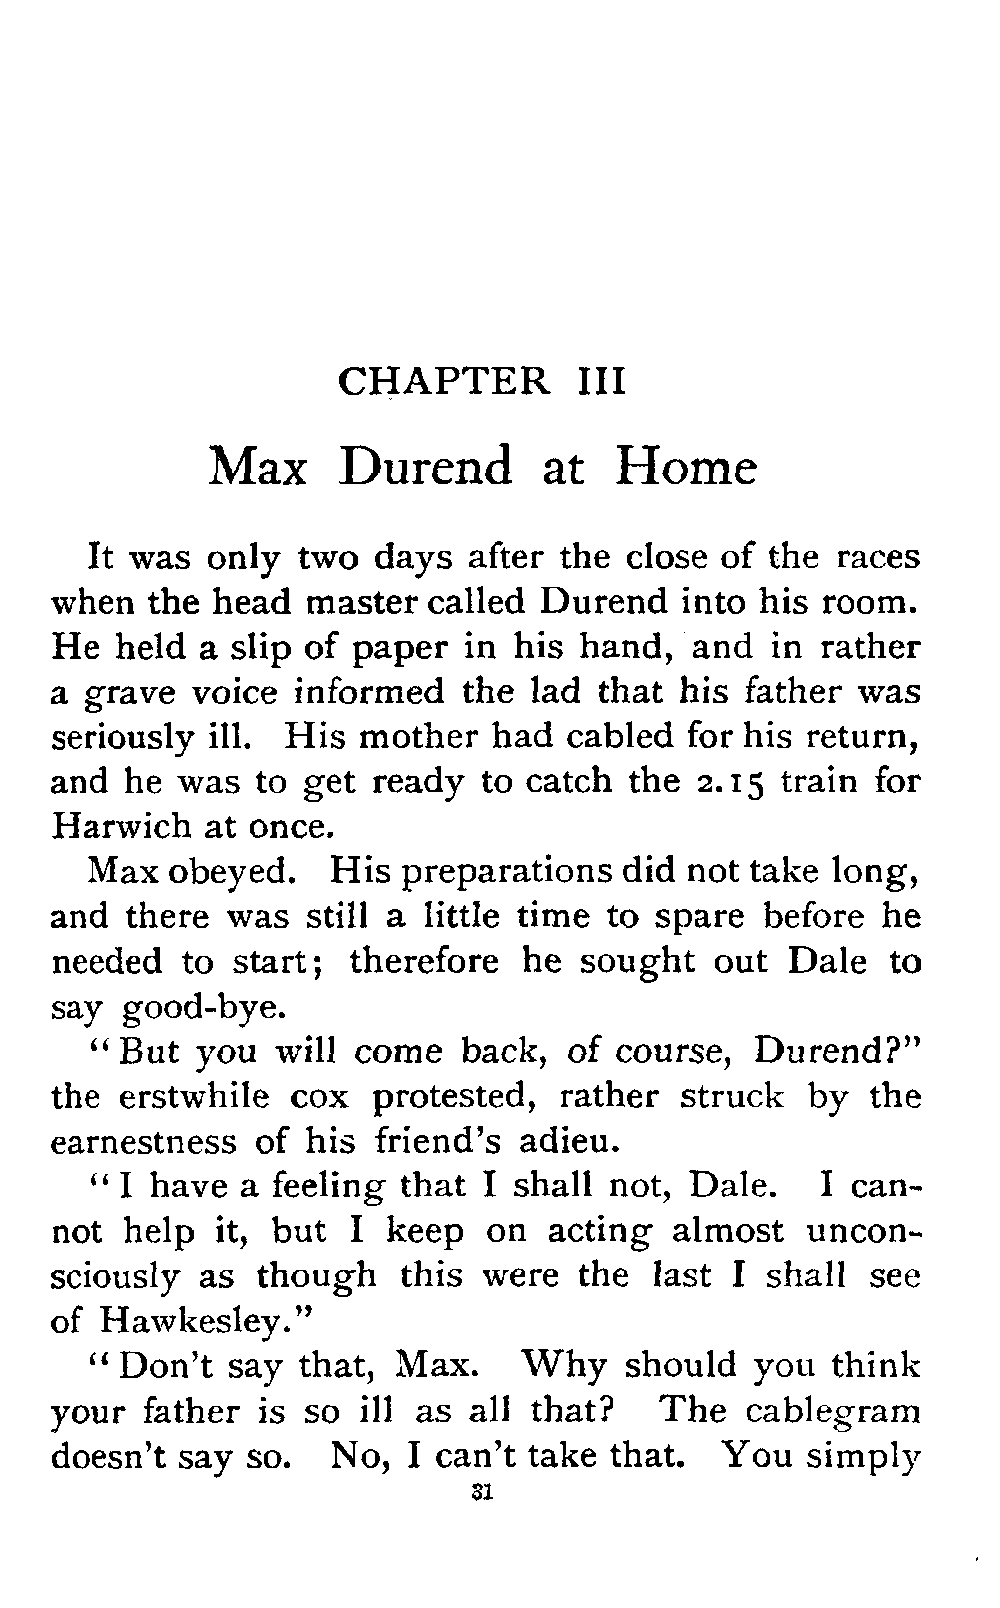 CHAPTER III
Max Durend at Home
It was only two days after the close of the races
when the head master called Durend into his room.
He held a slip of paper in his hand, and in rather
a grave voice informed the lad that his father was
seriously ill. His mother had cabled for his return,
and he was to get ready to catch the 2.15 train for
Harwich at once.
Max obeyed. His preparations did not take long,
and there was still a little time to spare before he
needed to start; therefore he sought out Dale to
say good-bye.
“But you will come back, of course, Durend?”
the erstwhile cox protested, rather struck by the
earnestness of his friend's adieu.
“I have a feeling that I shall not, Dale. I can-
not help it, but I keep on acting almost uncon-
sciously as though this were the last I shall see
of Hawkesley.”
“Don't say that, Max. Why should you think
your father is so ill as all that? The cablegram
doesn't say so. No, I can't take that. You simply
31